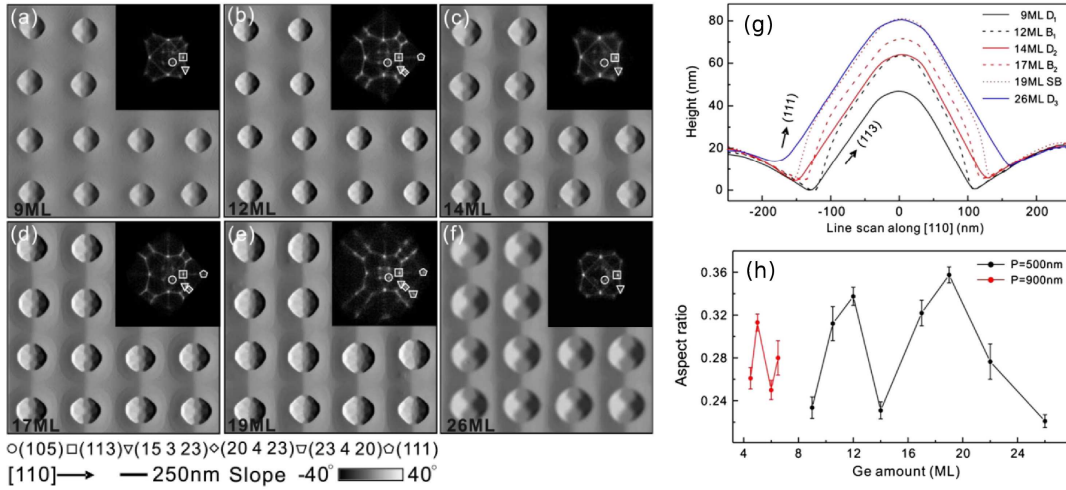 (a)
(b)
(c)
9ML
12ML
14ML
(d)
(e)
(f)
17ML
19ML
26ML
○(105)□(113)▽(15 3 23)◇(20 4 23)⏢(23 4 20)⬠(111)
[110] 250nm Slope -40° 40°
(g)
9ML D₁
12ML B₁
14ML D₂
17ML B₂
19ML SB
26ML D₃
(111)
(113)
Height (nm)
80
60
40
20
0
-200 -100 0 100 200
Line scan along [110] (nm)
(h)
P=500nm
P=900nm
Aspect ratio
0.36
0.32
0.28
0.24
4 8 12 16 20 24
Ge amount (ML)